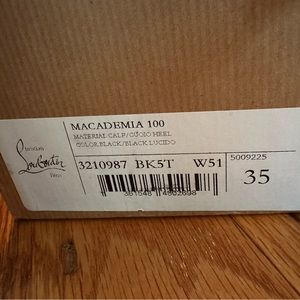 MACADEMIA 100
MATERIAL CALF/CUOIO HEEL
COLOR BLACK/BLACK LUCIDO
Christian
Louboutin
Paris
3210987 BK5T W51
5009225
35